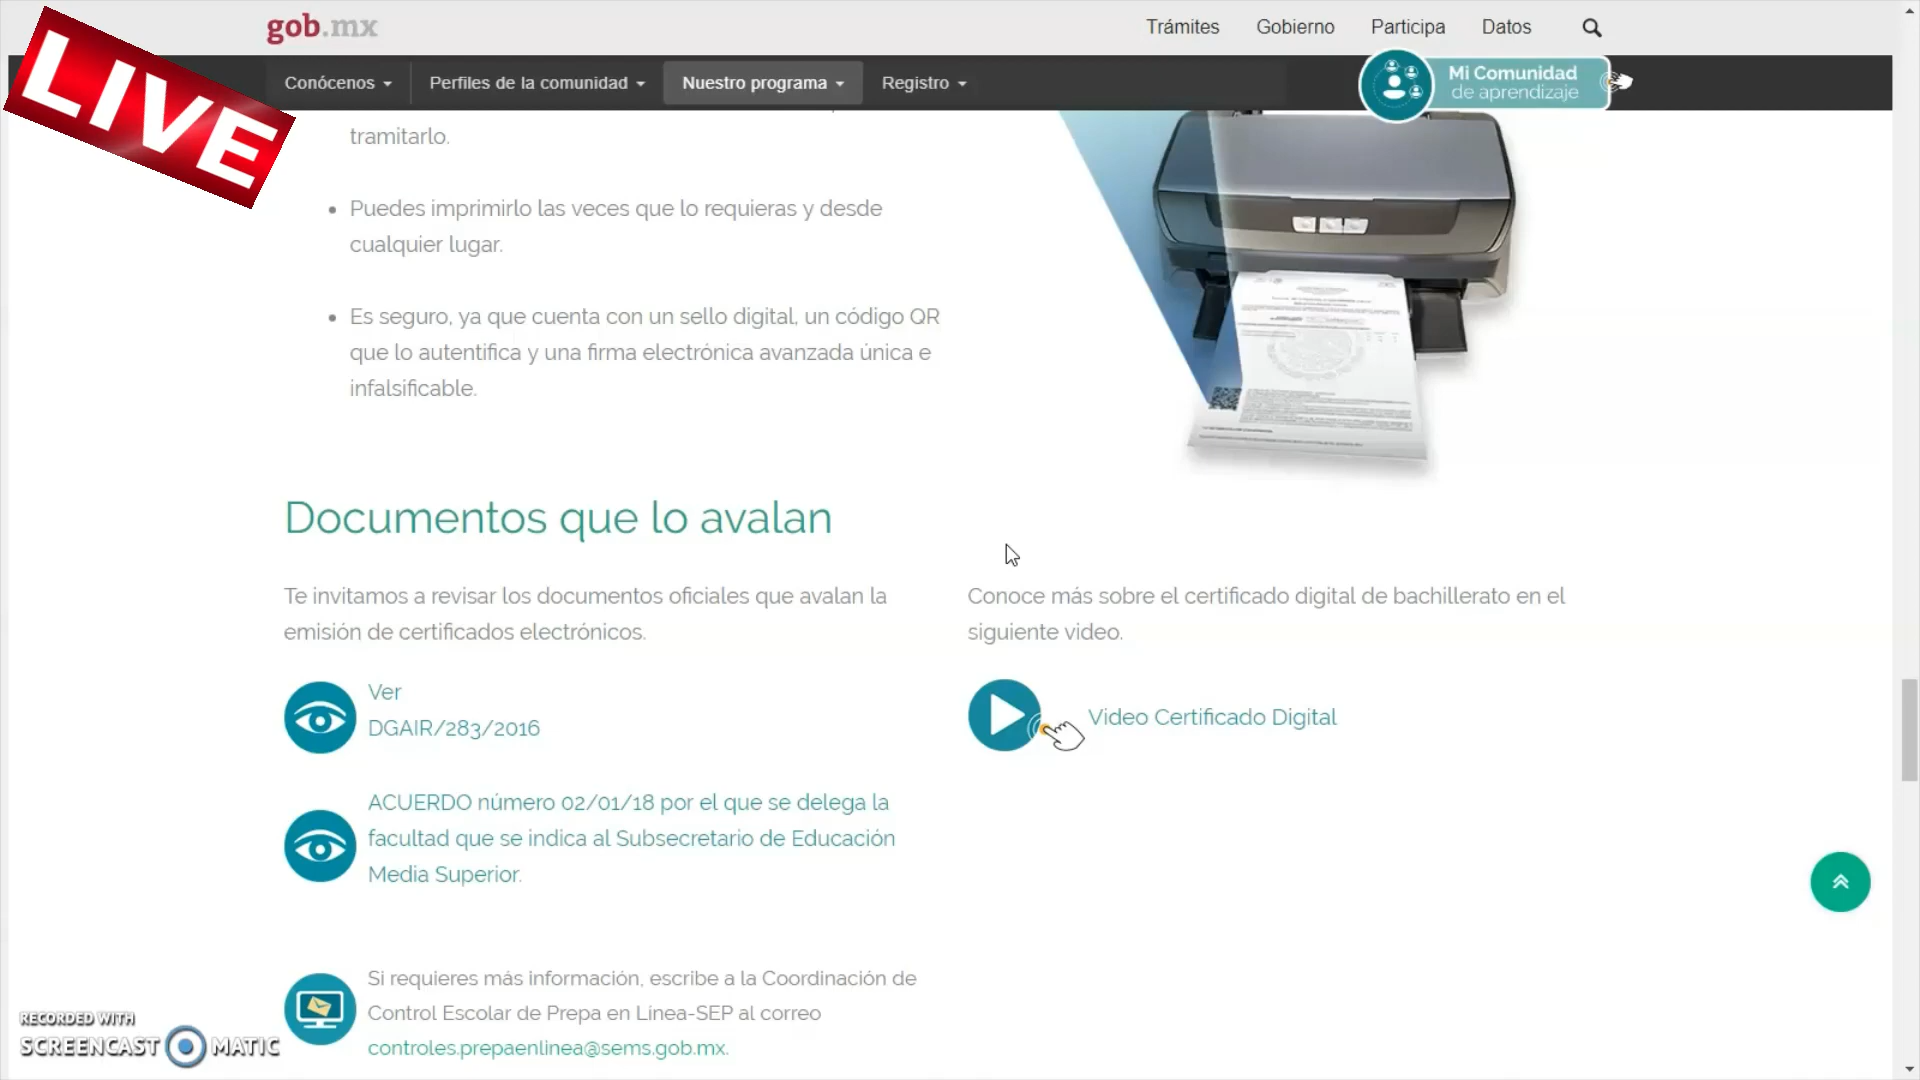 LIVE
gob.mx
Trámites Gobierno Participa Datos
Conócenos Perfiles de la comunidad Nuestro programa Registro
Mi Comunidad
de aprendizaje
tramitarlo.
Puedes imprimirlo las veces que lo requieras y desde
cualquier lugar.
Es seguro, ya que cuenta con un sello digital, un código QR
que lo autentifica y una firma electrónica avanzada única e
infalsificable.
Documentos que lo avalan
Te invitamos a revisar los documentos oficiales que avalan la
emisión de certificados electrónicos.
Ver
DGAIR/283/2016
ACUERDO número 02/01/18 por el que se delega la
facultad que se indica al Subsecretario de Educación
Media Superior.
Conoce más sobre el certificado digital de bachillerato en el
siguiente video.
Video Certificado Digital
Si requieres más información, escribe a la Coordinación de
Control Escolar de Prepa en Línea-SEP al correo
controles.prepaenlinea@sems.gob.mx.
RECORDED WITH
SCREENCAST MATIC